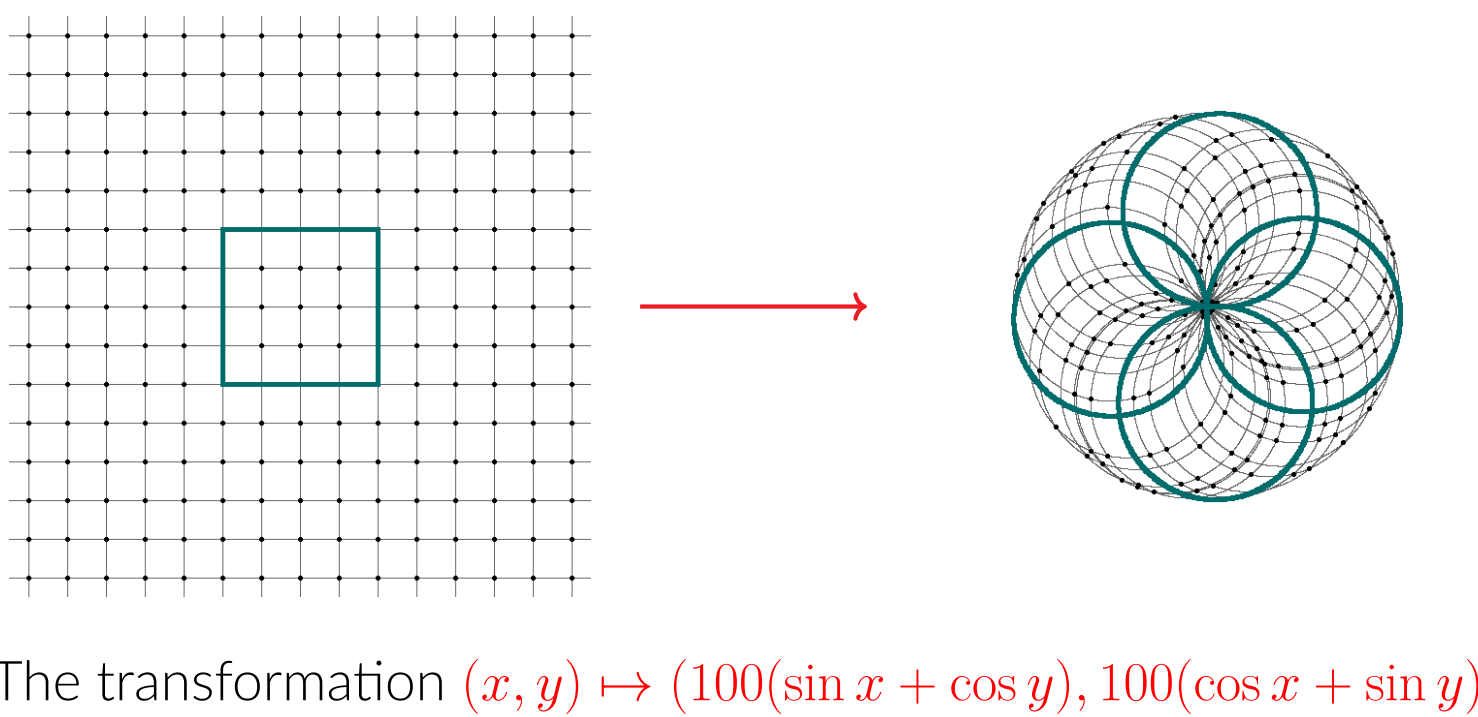 The transformation (x, y) ↦ (100(sin x + cos y), 100(cos x + sin y)